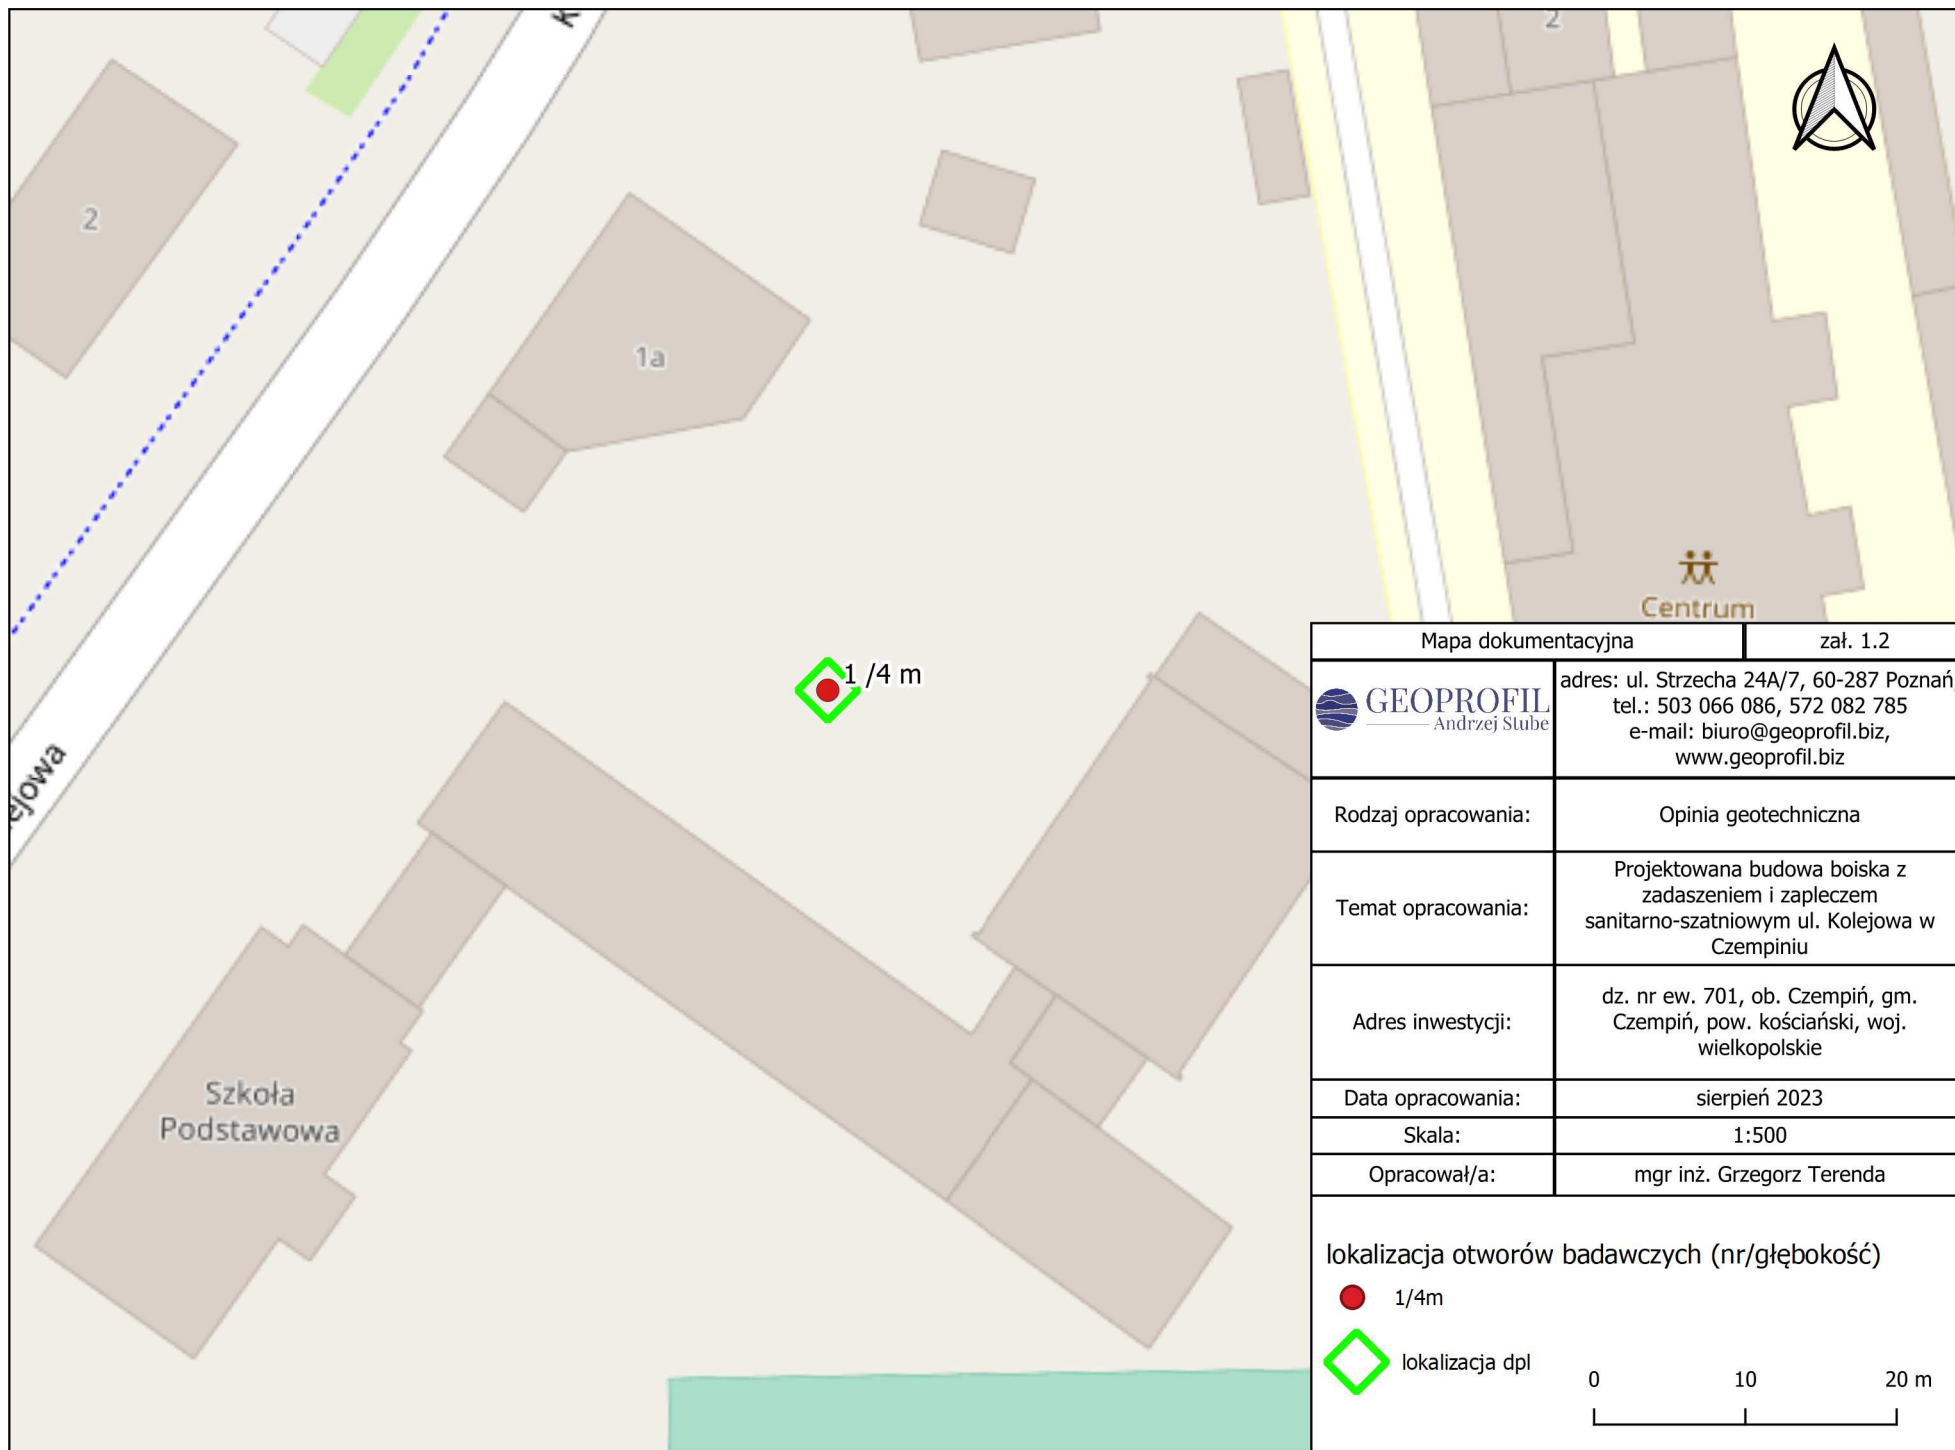 K
2
2
1a
Centrum
1 /4 m
ejowa
Szkoła
Podstawowa
Mapa dokumentacyjna
zał. 1.2
GEOPROFIL
Andrzej Stube
adres: ul. Strzecha 24A/7, 60-287 Poznań,
tel.: 503 066 086, 572 082 785
e-mail: biuro@geoprofil.biz,
www.geoprofil.biz
Rodzaj opracowania:
Opinia geotechniczna
Temat opracowania:
Projektowana budowa boiska z
zadaszeniem i zapleczem
sanitarno-szatniowym ul. Kolejowa w
Czempiniu
Adres inwestycji:
dz. nr ew. 701, ob. Czempiń, gm.
Czempiń, pow. kościański, woj.
wielkopolskie
Data opracowania:
sierpień 2023
Skala:
1:500
Opracował/a:
mgr inż. Grzegorz Terenda
lokalizacja otworów badawczych (nr/głębokość)
1/4m
lokalizacja dpl
0 10 20 m